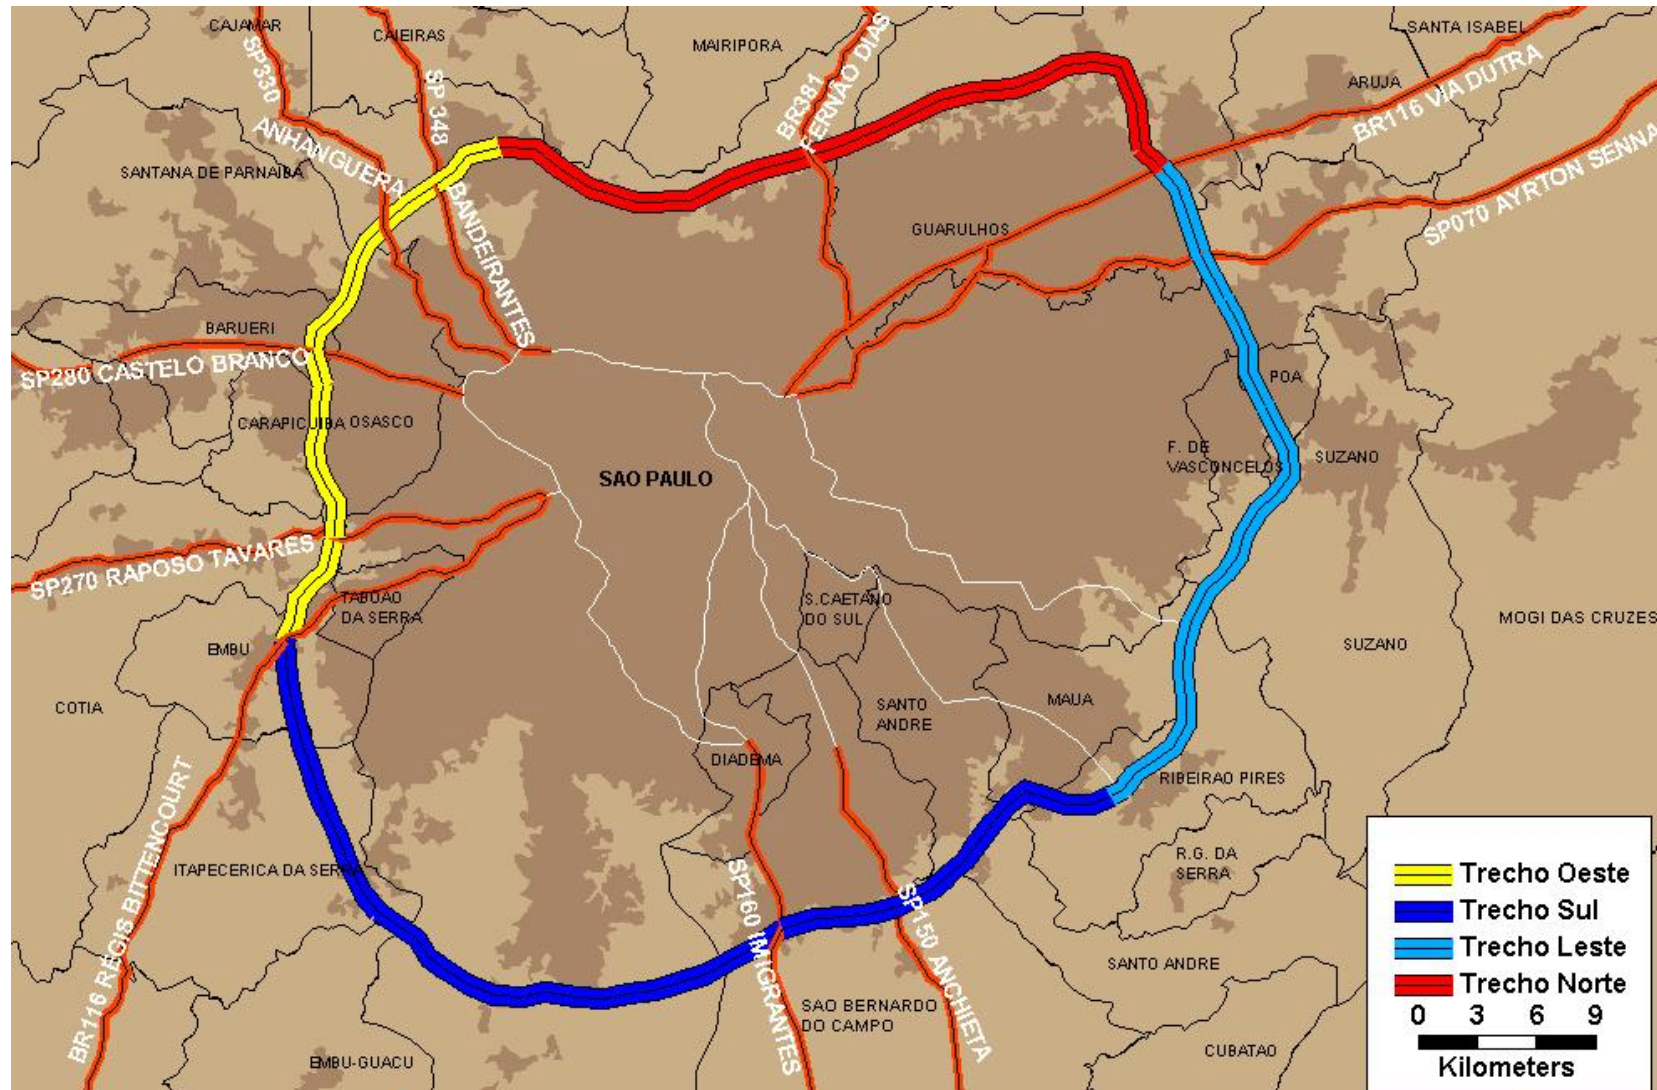 CAJAMAR
CAIEIRAS
MAIRIPORA
SANTA ISABEL
ARUJA
SP330
ANHANGUERA
SP 348
BANDEIRANTES
BR381
FERNÃO DIAS
BR116 VIA DUTRA
SP070 AYRTON SENNA
SANTANA DE PARNAIBA
GUARULHOS
BARUERI
SP280 CASTELO BRANCO
CARAPICUIBA
OSASCO
POA
F. DE
VASCONCELOS
SUZANO
SAO PAULO
SP270 RAPOSO TAVARES
TABOAO
DA SERRA
S.CAETANO
DO SUL
MOGI DAS CRUZES
SUZANO
EMBU
COTIA
SANTO
ANDRE
MAUA
DIADEMA
RIBEIRAO PIRES
BR116 REGIS BITTENCOURT
ITAPECERICA DA SERRA
R.G. DA
SERRA
SP160 IMIGRANTES
SP150 ANCHIETA
SANTO ANDRE
SAO BERNARDO
DO CAMPO
CUBATAO
EMBU-GUACU
Trecho Oeste
Trecho Sul
Trecho Leste
Trecho Norte
0 3 6 9
Kilometers